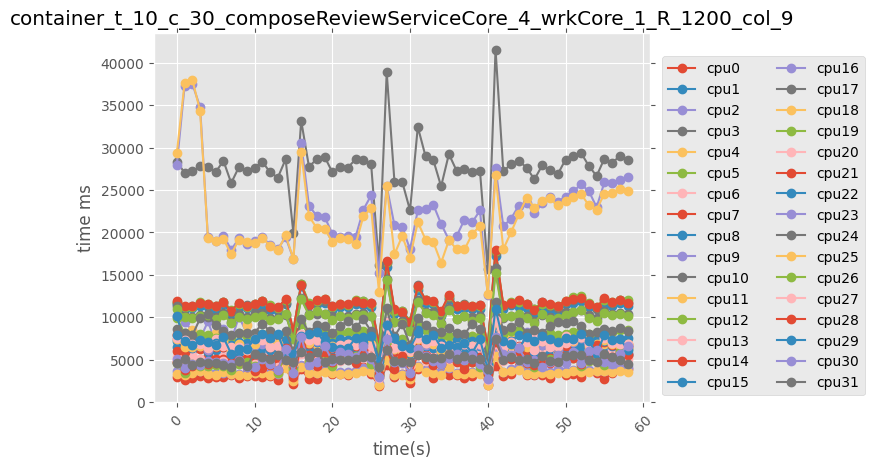 container_t_10_c_30_composeReviewServiceCore_4_wrkCore_1_R_1200_col_9
time ms
40000
35000
30000
25000
20000
15000
10000
5000
0
0
10
20
30
40
50
60
time(s)
cpu0
cpu1
cpu2
cpu3
cpu4
cpu5
cpu6
cpu7
cpu8
cpu9
cpu10
cpu11
cpu12
cpu13
cpu14
cpu15
cpu16
cpu17
cpu18
cpu19
cpu20
cpu21
cpu22
cpu23
cpu24
cpu25
cpu26
cpu27
cpu28
cpu29
cpu30
cpu31